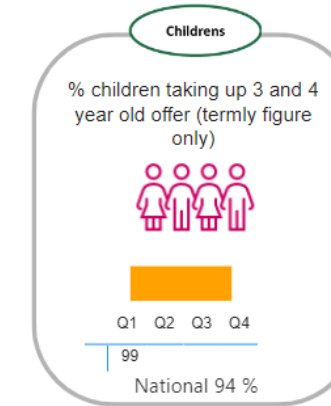 Childrens
% children taking up 3 and 4
year old offer (termly figure
only)
Q1 Q2 Q3 Q4
99
National 94 %